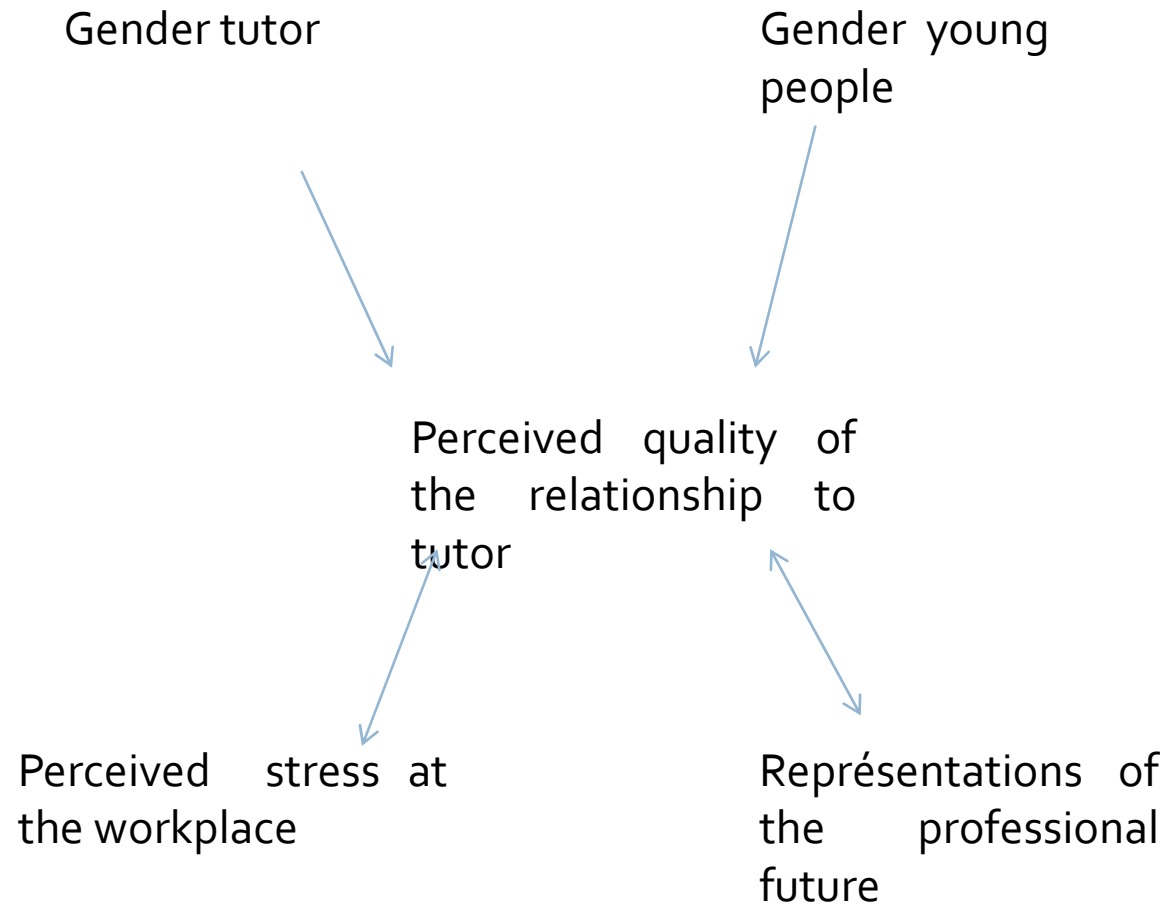 Gender tutor
Gender young
people
Perceived quality of
the relationship to
tutor
Perceived stress at
the workplace
Représentations of
the professional
future